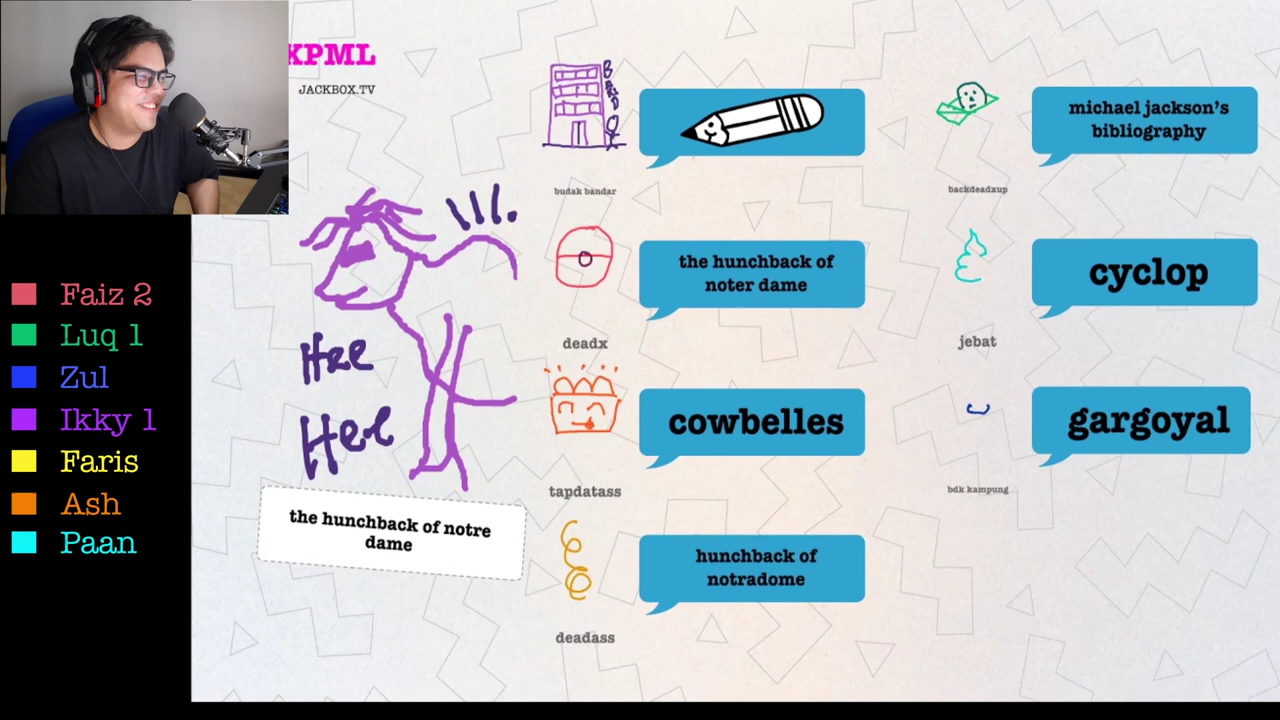 KPML
JACKBOX.TV
BAD OK
budak bandar
michael jackson's
bibliography
backdeadxup
Hee
Hee
the hunchback of notre
dame
the hunchback of
noter dame
deadx
cyclop
jebat
cowbelles
tapdatass
gargoyal
bdk kampung
hunchback of
notradome
deadass
Faiz 2
Luq 1
Zul
Ikky 1
Faris
Ash
Paan